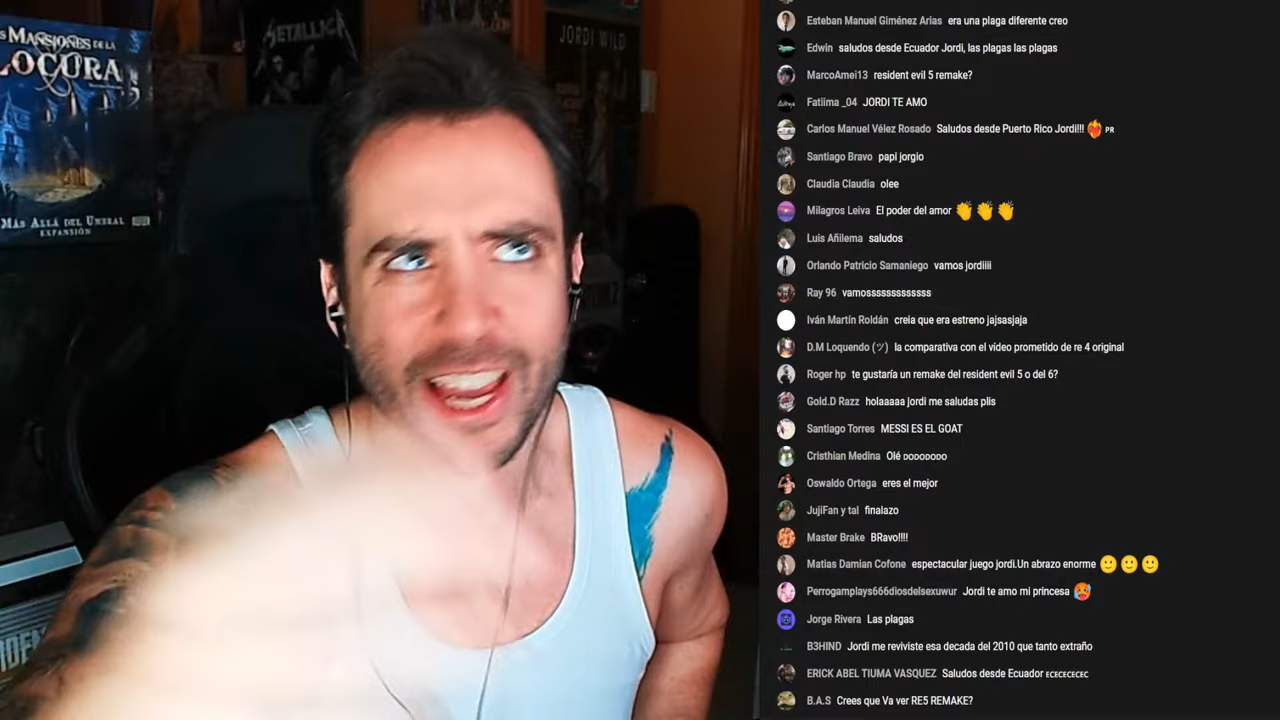 S MANSIONES DE LA
LOCURA
MÁS ALLÁ DEL UMBRAL
EXPANSIÓN
METALLICA
JORDI WILD
Esteban Manuel Giménez Arias era una plaga diferente creo
Edwin saludos desde Ecuador Jordi, las plagas las plagas
MarcoAmei13 resident evil 5 remake?
Fatiima _04 JORDI TE AMO
Carlos Manuel Vélez Rosado Saludos desde Puerto Rico Jordi!!! ❤️‍🔥 🇵🇷
Santiago Bravo papi jorgio
Claudia Claudia olee
Milagros Leiva El poder del amor 👏 👏 👏
Luis Añilema saludos
Orlando Patricio Samaniego vamos jordiiii
Ray 96 vamosssssssssssss
Iván Martín Roldán creia que era estreno jajsasjaja
D.M Loquendo (ツ) la comparativa con el vídeo prometido de re 4 original
Roger hp te gustaría un remake del resident evil 5 o del 6?
Gold.D Razz holaaaaa jordi me saludas plis
Santiago Torres MESSI ES EL GOAT
Cristhian Medina Olé ᴅᴏᴅᴏᴅᴏᴅᴏ
Oswaldo Ortega eres el mejor
JujiFan y tal finalazo
Master Brake BRavo!!!!
Matias Damian Cofone espectacular juego jordi.Un abrazo enorme 🙂 🙂 🙂
Perrogamplays666diosdelsexuwur Jordi te amo mi princesa 🥵
Jorge Rivera Las plagas
B3HIND Jordi me reviviste esa decada del 2010 que tanto extraño
ERICK ABEL TIUMA VASQUEZ Saludos desde Ecuador 🇪🇨🇪🇨🇪🇨🇪🇨
B.A.S Crees que Va ver RE5 REMAKE?